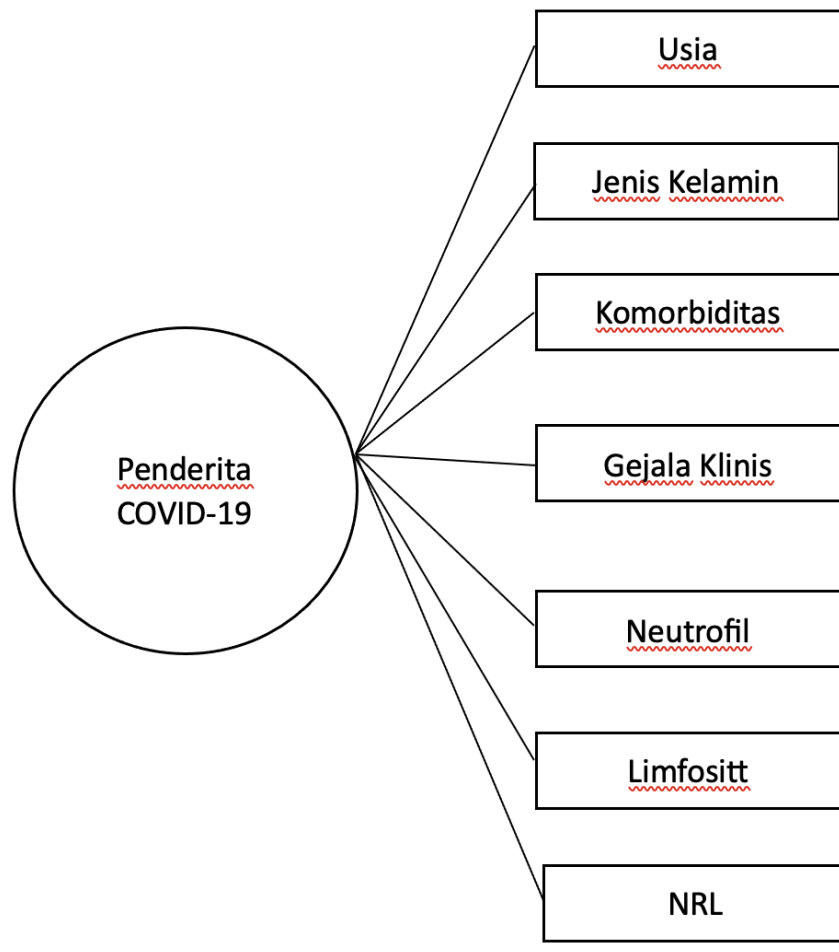 Usia
Jenis Kelamin
Komorbiditas
Gejala Klinis
Penderita
COVID-19
Neutrofil
Limfositt
NRL